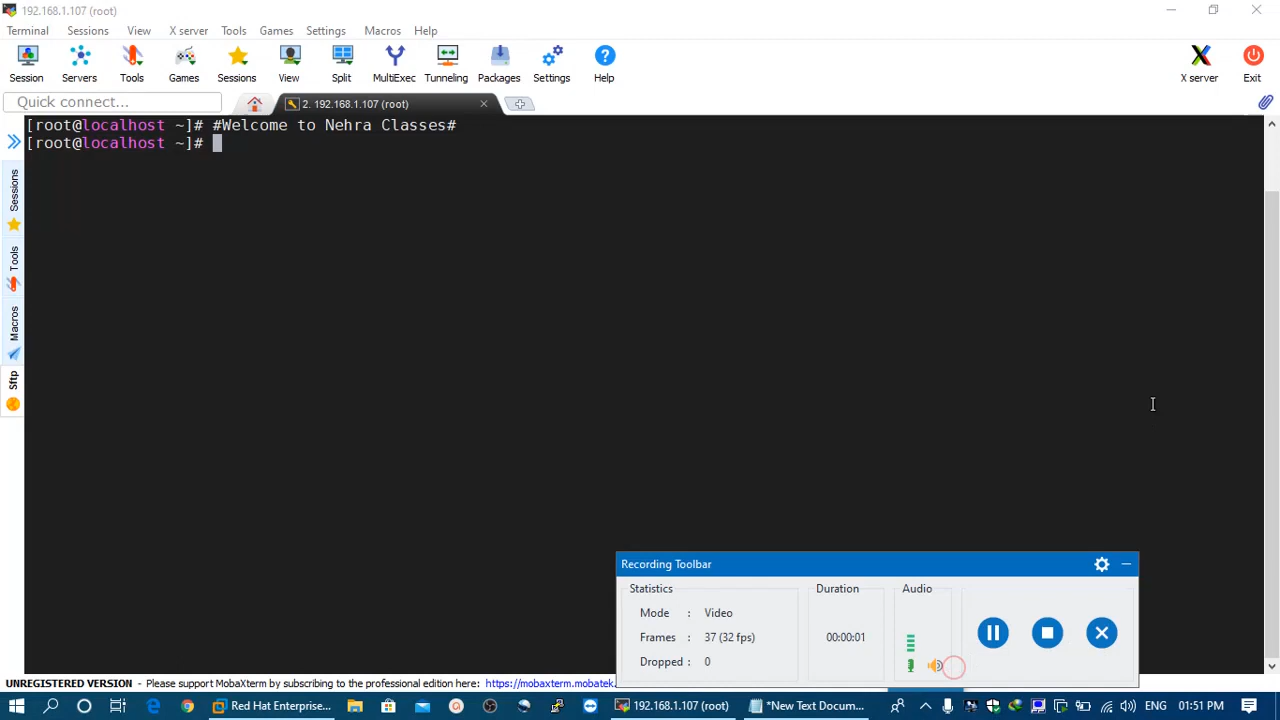 192.168.1.107 (root)
Terminal Sessions View X server Tools Games Settings Macros Help
Session Servers Tools Games Sessions View Split MultiExec Tunneling Packages Settings Help X server Exit
Quick connect...
2. 192.168.1.107 (root)
[root@localhost ~]# #Welcome to Nehra Classes#
[root@localhost ~]#
Sessions
Tools
Macros
Sftp
Recording Toolbar
Statistics Duration Audio
Mode : Video
Frames : 37 (32 fps) 00:00:01
Dropped : 0
UNREGISTERED VERSION - Please support MobaXterm by subscribing to the professional edition here: https://mobaxterm.mobatek.
Red Hat Enterprise... 192.168.1.107 (root) *New Text Docum... ENG 01:51 PM